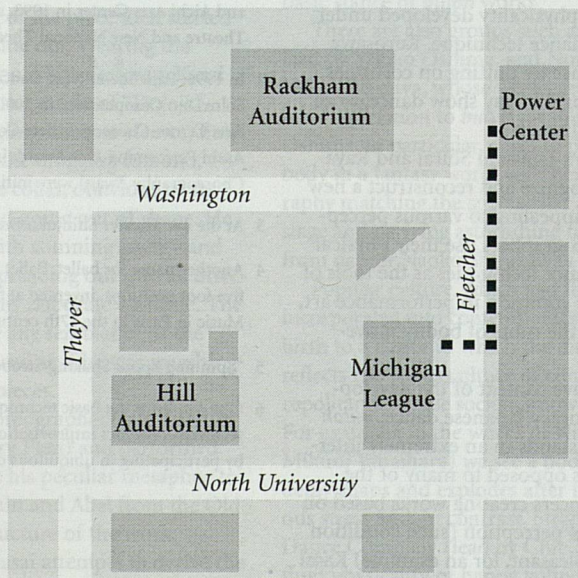 Rackham
Auditorium
Power
Center
Washington
Thayer
Fletcher
Michigan
League
Hill
Auditorium
North University